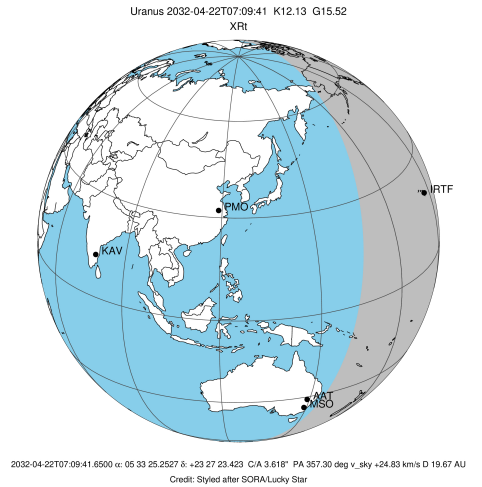 Uranus 2032-04-22T07:09:41 K12.13 G15.52
XRt
IRTF
PMO
KAV
AAT
MSO
2032-04-22T07:09:41.6500 α: 05 33 25.2527 δ: +23 27 23.423 C/A 3.618" PA 357.30 deg v_sky +24.83 km/s D 19.67 AU
Credit: Styled after SORA/Lucky Star